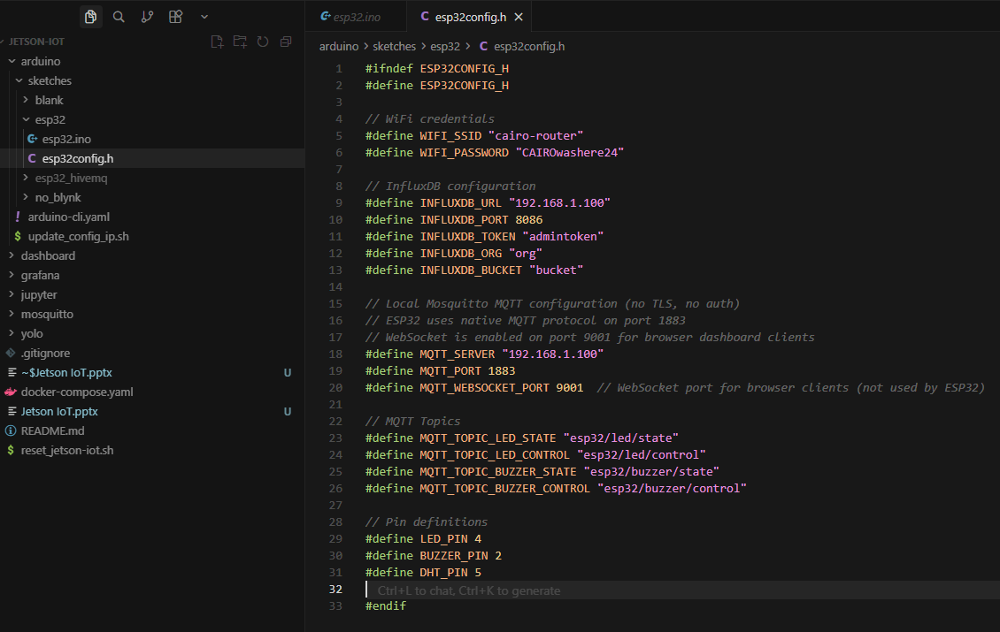 JETSON-IOT
arduino
sketches
blank
esp32
esp32.ino
esp32config.h
esp32_hivemq
no_blynk
arduino-cli.yaml
update_config_ip.sh
dashboard
grafana
jupyter
mosquitto
yolo
.gitignore
~$Jetson IoT.pptx U
docker-compose.yaml
Jetson IoT.pptx U
README.md
reset_jetson-iot.sh
esp32.ino
esp32config.h
arduino > sketches > esp32 > C esp32config.h
1 #ifndef ESP32CONFIG_H
2 #define ESP32CONFIG_H
3
4 // WiFi credentials
5 #define WIFI_SSID "cairo-router"
6 #define WIFI_PASSWORD "CAIROwashere24"
7
8 // InfluxDB configuration
9 #define INFLUXDB_URL "192.168.1.100"
10 #define INFLUXDB_PORT 8086
11 #define INFLUXDB_TOKEN "admintoken"
12 #define INFLUXDB_ORG "org"
13 #define INFLUXDB_BUCKET "bucket"
14
15 // Local Mosquitto MQTT configuration (no TLS, no auth)
16 // ESP32 uses native MQTT protocol on port 1883
17 // WebSocket is enabled on port 9001 for browser dashboard clients
18 #define MQTT_SERVER "192.168.1.100"
19 #define MQTT_PORT 1883
20 #define MQTT_WEBSOCKET_PORT 9001 // WebSocket port for browser clients (not used by ESP32)
21
22 // MQTT Topics
23 #define MQTT_TOPIC_LED_STATE "esp32/led/state"
24 #define MQTT_TOPIC_LED_CONTROL "esp32/led/control"
25 #define MQTT_TOPIC_BUZZER_STATE "esp32/buzzer/state"
26 #define MQTT_TOPIC_BUZZER_CONTROL "esp32/buzzer/control"
27
28 // Pin definitions
29 #define LED_PIN 4
30 #define BUZZER_PIN 2
31 #define DHT_PIN 5
32 Ctrl+L to chat, Ctrl+K to generate
33 #endif